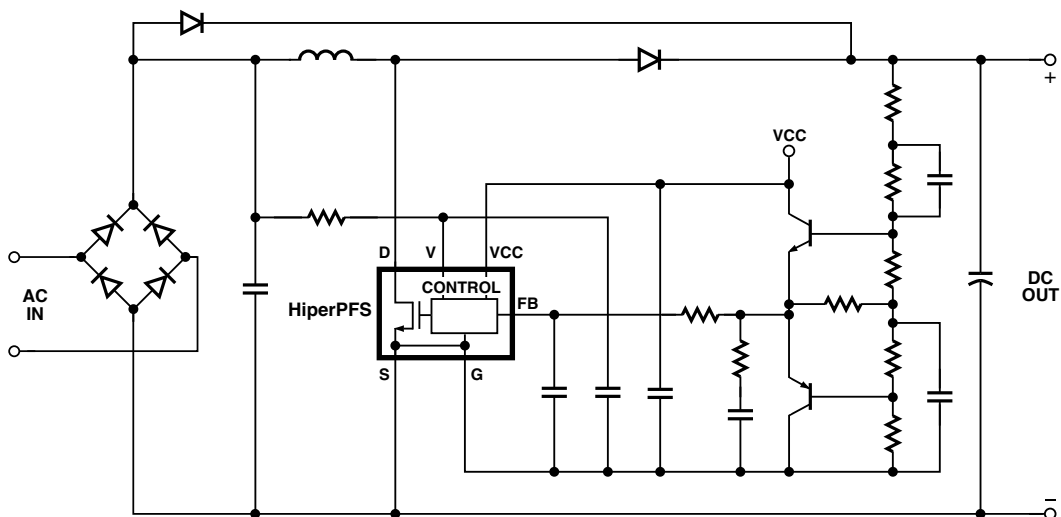 +
VCC
D
V
VCC
CONTROL
AC
IN
HiperPFS
FB
DC
OUT
S
G
–